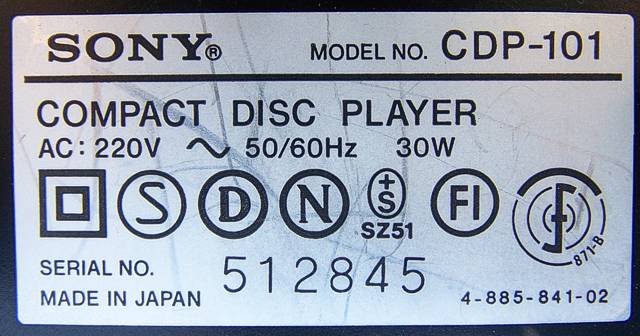 SONY® MODEL NO. CDP-101
COMPACT DISC PLAYER
AC: 220V ~ 50/60Hz 30W
S D N +S FI
SZ51
871-B
SERIAL NO. 512845
MADE IN JAPAN 4-885-841-02